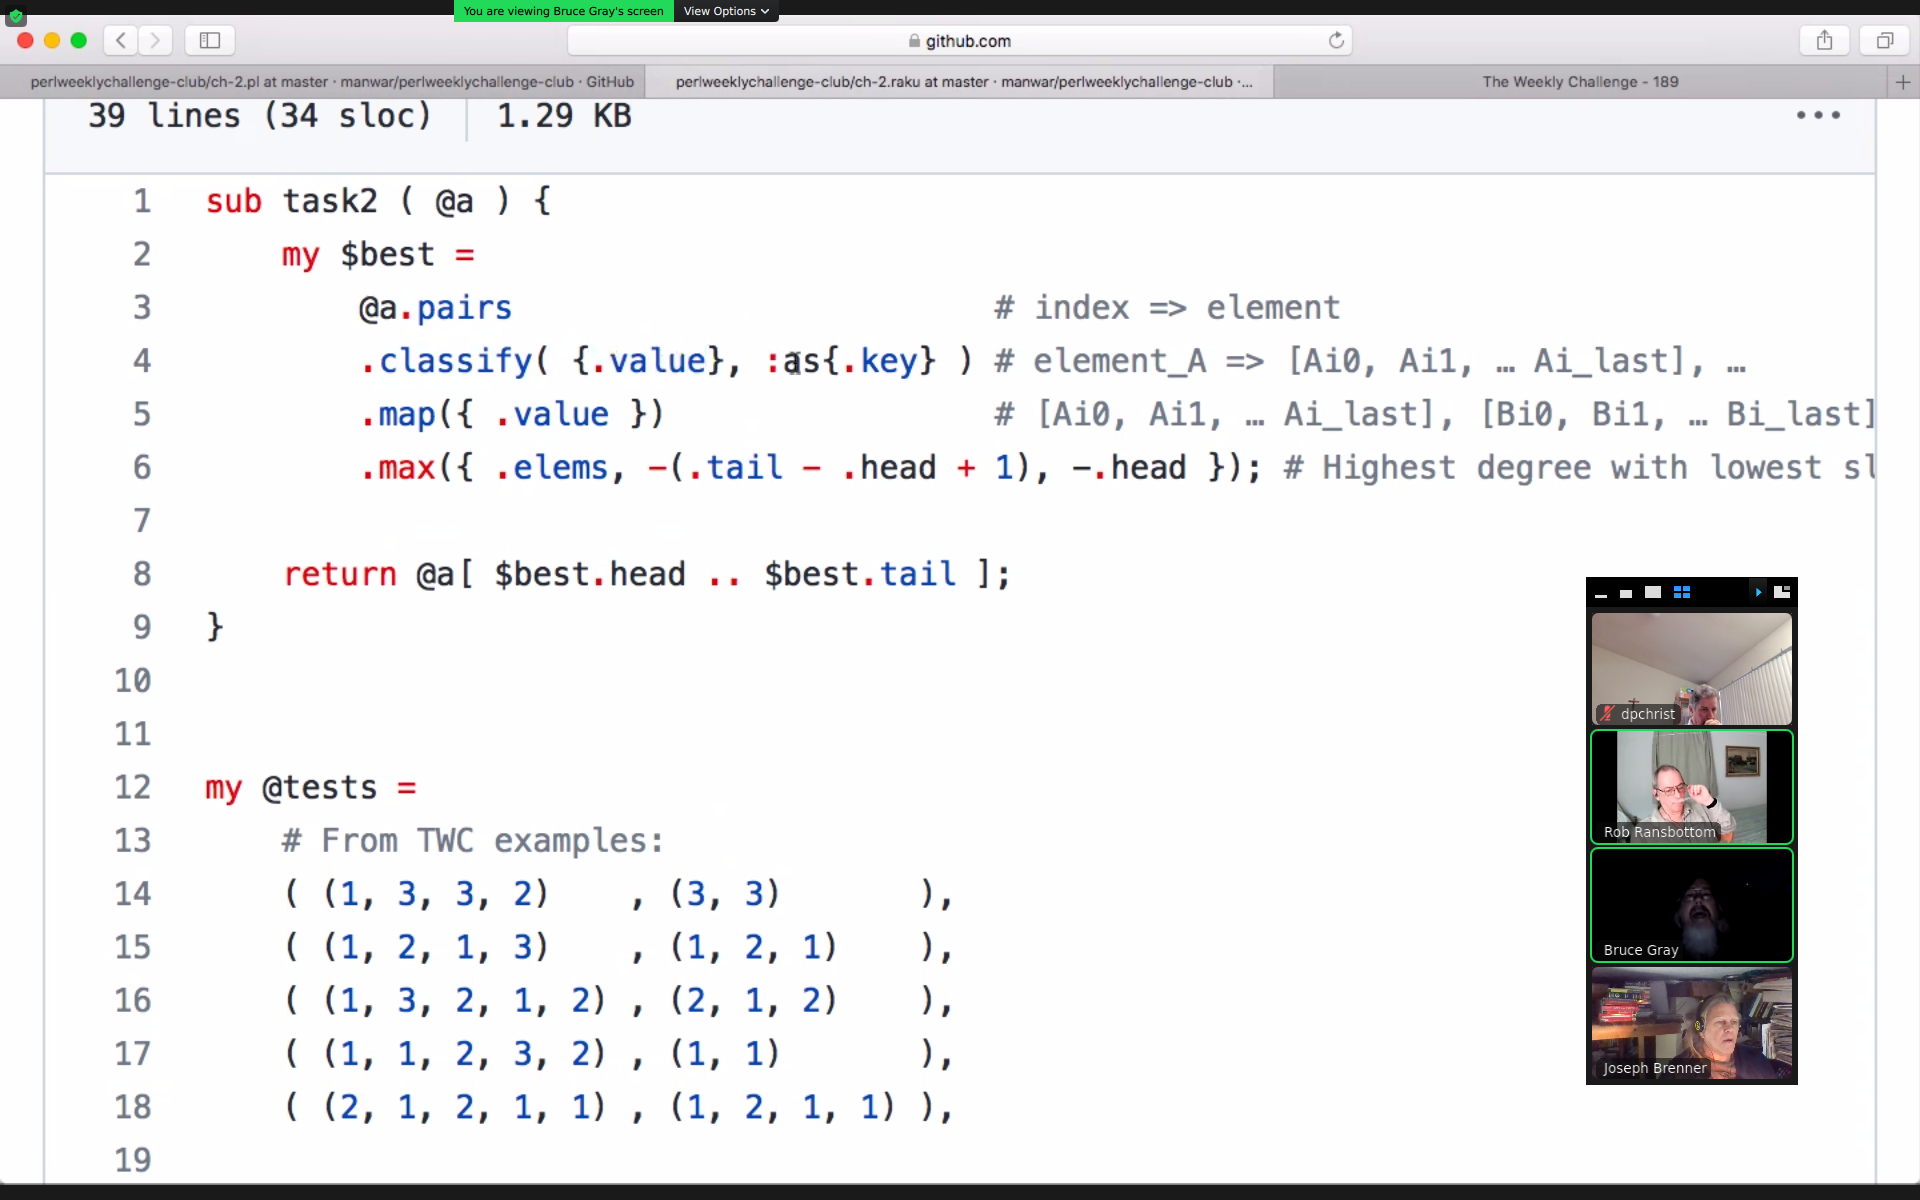 You are viewing Bruce Gray's screen View Options
github.com
perlweeklychallenge-club/ch-2.pl at master · manwar/perlweeklychallenge-club · GitHub
perlweeklychallenge-club/ch-2.raku at master · manwar/perlweeklychallenge-club ·...
The Weekly Challenge - 189
39 lines (34 sloc) 1.29 KB
1 sub task2 ( @a ) {
2 my $best =
3 @a.pairs # index => element
4 .classify( {.value}, :as{.key} ) # element_A => [Ai0, Ai1, … Ai_last], …
5 .map({ .value }) # [Ai0, Ai1, … Ai_last], [Bi0, Bi1, … Bi_last]
6 .max({ .elems, -(.tail - .head + 1), -.head }); # Highest degree with lowest sl
7
8 return @a[ $best.head .. $best.tail ];
9 }
10
11
12 my @tests =
13 # From TWC examples:
14 ( (1, 3, 3, 2) , (3, 3) ),
15 ( (1, 2, 1, 3) , (1, 2, 1) ),
16 ( (1, 3, 2, 1, 2) , (2, 1, 2) ),
17 ( (1, 1, 2, 3, 2) , (1, 1) ),
18 ( (2, 1, 2, 1, 1) , (1, 2, 1, 1) ),
19
dpchrist
Rob Ransbottom
Bruce Gray
Joseph Brenner